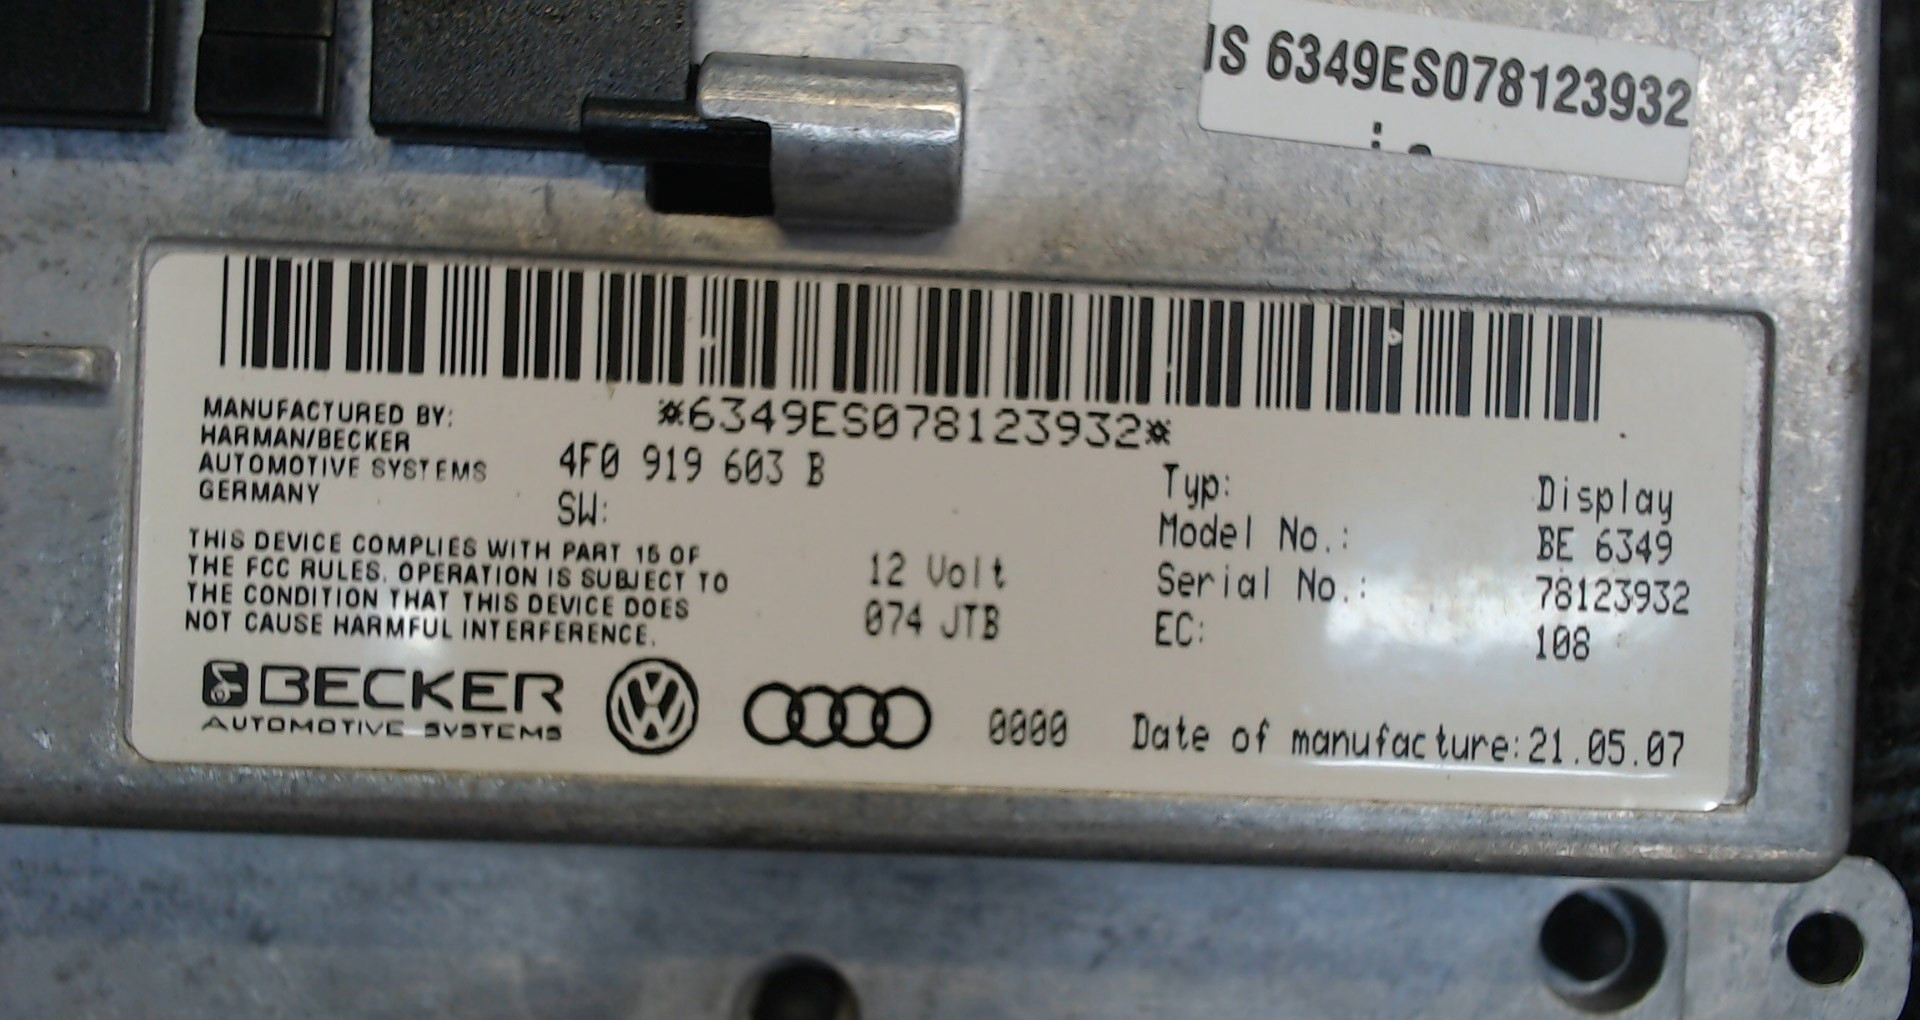 IS 6349ES078123932
*6349ES078123932*
MANUFACTURED BY:
HARMAN/BECKER
AUTOMOTIVE SYSTEMS
GERMANY
4F0 919 603 B
SW:
THIS DEVICE COMPLIES WITH PART 15 OF
THE FCC RULES. OPERATION IS SUBJECT TO
THE CONDITION THAT THIS DEVICE DOES
NOT CAUSE HARMFUL INTERFERENCE.
12 Volt
074 JTB
Typ: Display
Model No.: BE 6349
Serial No.: 78123932
EC: 108
BECKER
AUTOMOTIVE SYSTEMS
VW
0000
Date of manufacture:21.05.07